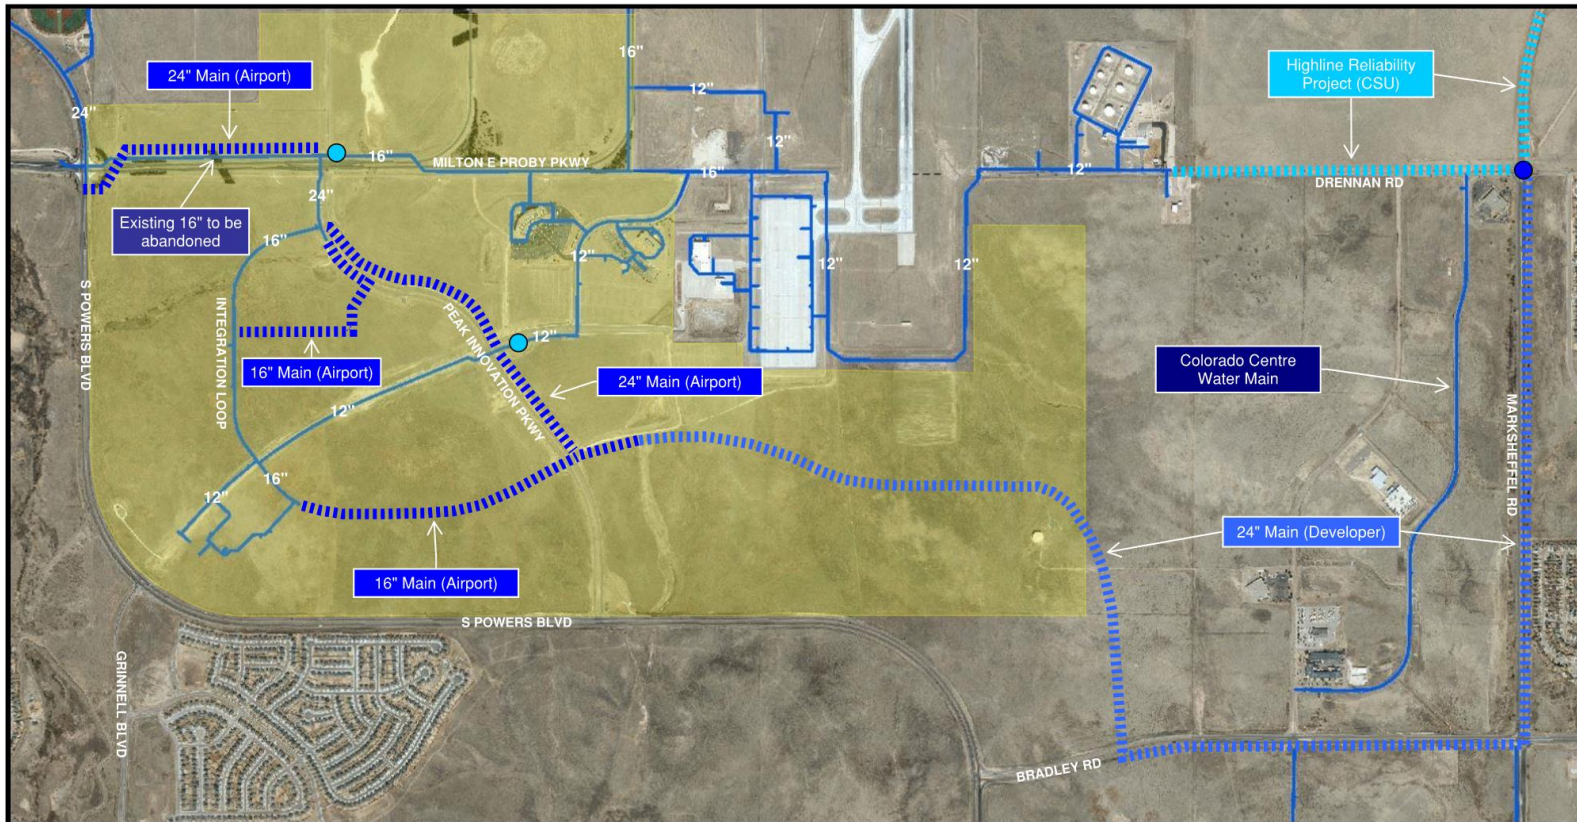 16"
24" Main (Airport)
Highline Reliability
Project (CSU)
12"
24"
12"
16"
MILTON E PROBY PKWY
16"
12"
DRENNAN RD
24"
Existing 16" to be
abandoned
16"
12"
12"
12"
S POWERS BLVD
INTEGRATION LOOP
PEAK INNOVATION PKWY
12"
16" Main (Airport)
24" Main (Airport)
Colorado Centre
Water Main
MARKSHEFFEL RD
12"
16"
12"
24" Main (Developer)
16" Main (Airport)
S POWERS BLVD
GRINNELL BLVD
BRADLEY RD